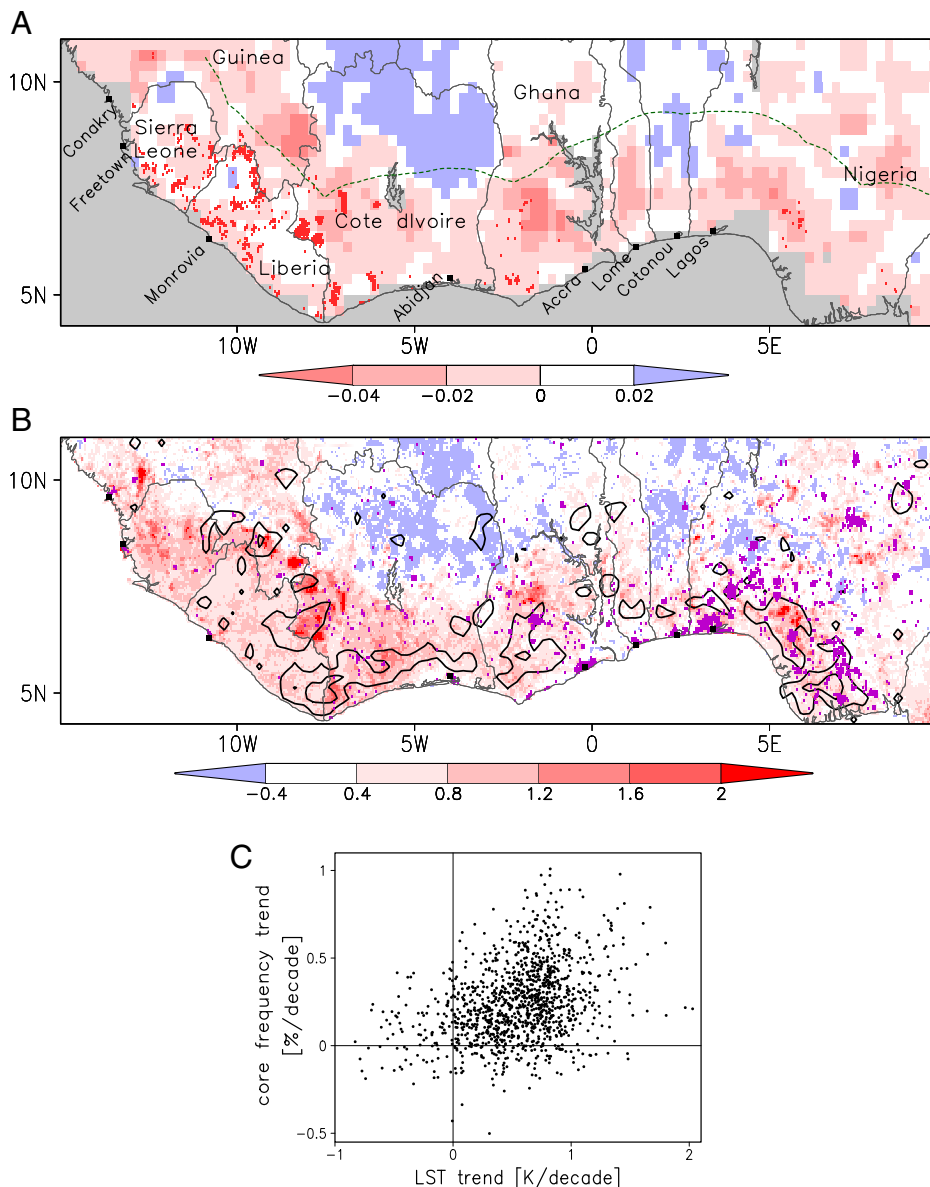 A
Guinea
10N
Ghana
Conakry
Sierra
Leone
Freetown
Nigeria
Cote dIvoire
Liberia
Monrovia
Abidjan
Accra
Lome
Cotonou
Lagos
5N
10W
5W
0
5E
−0.04
−0.02
0
0.02
B
10N
5N
10W
5W
0
5E
−0.4
0.4
0.8
1.2
1.6
2
C
1
0.5
0
−0.5
core frequency trend
[%/decade]
−1
0
1
2
LST trend [K/decade]